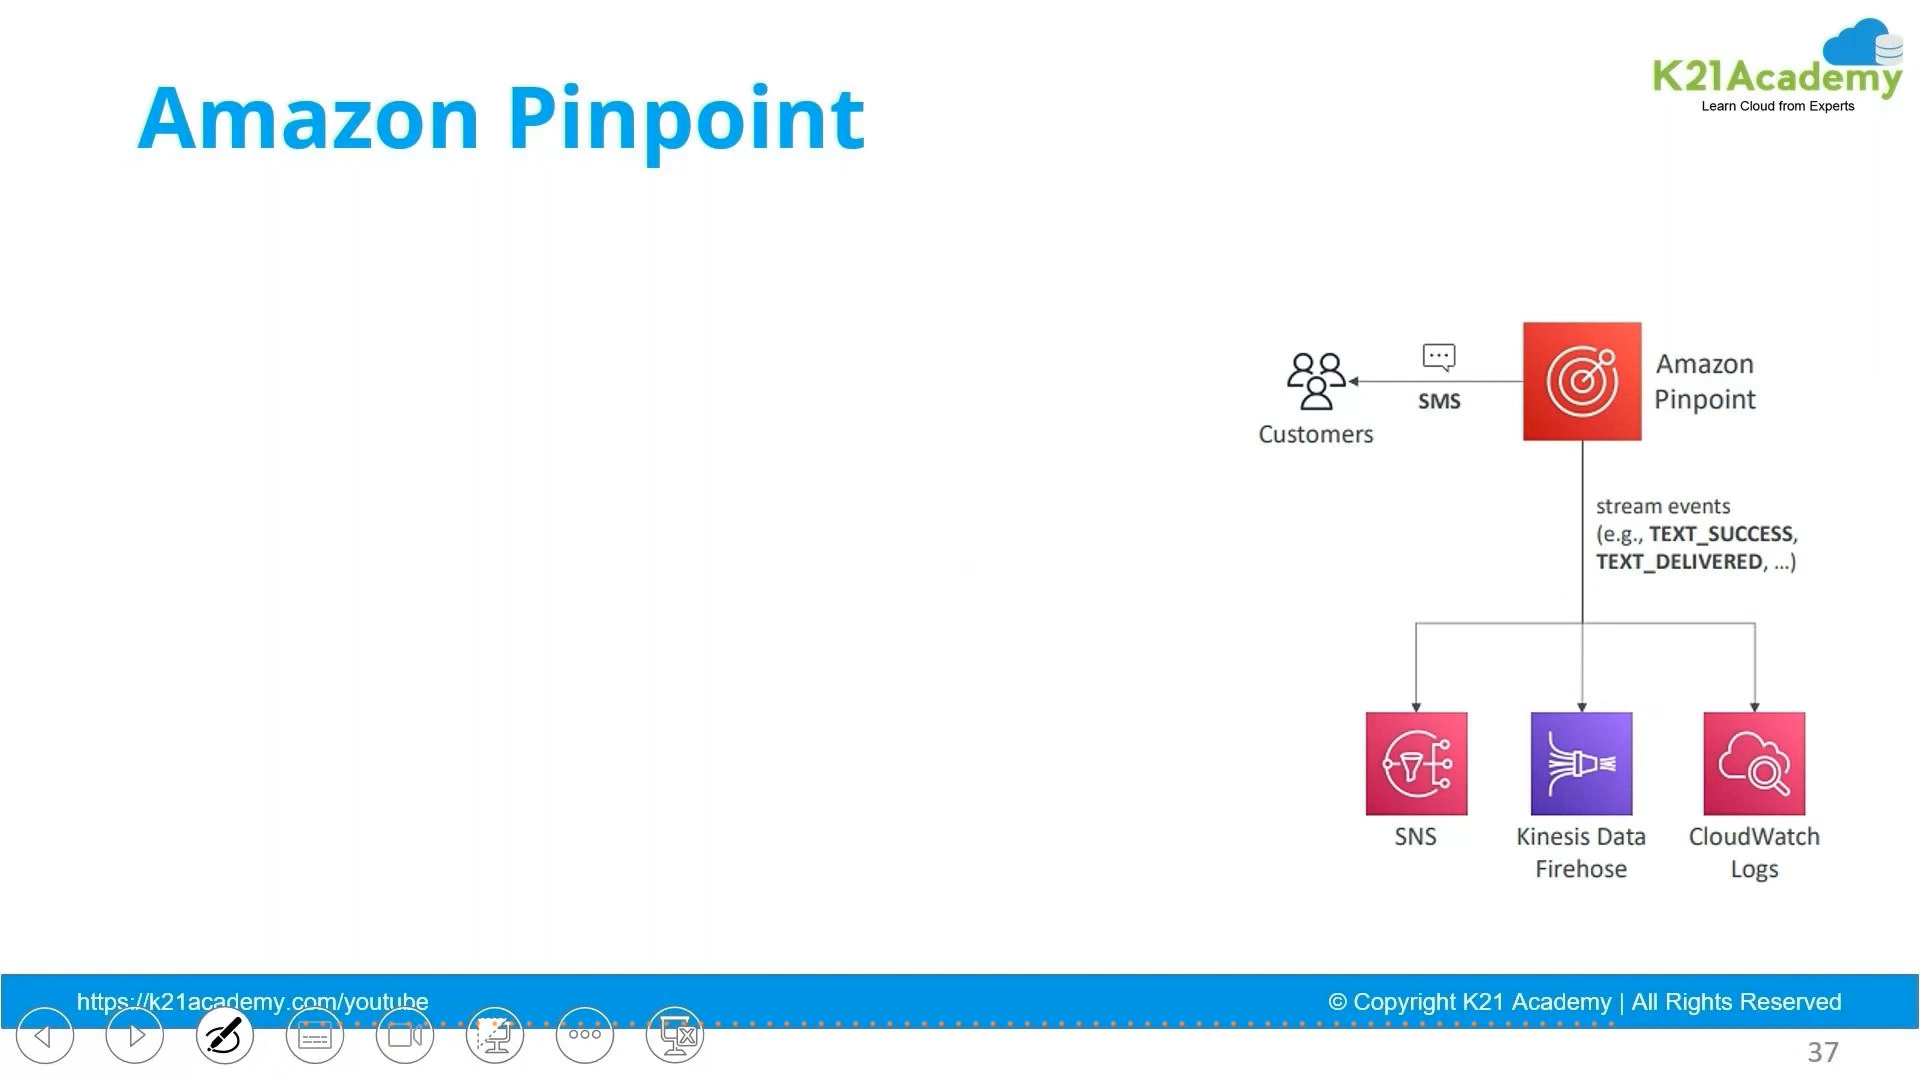 K21Academy
Learn Cloud from Experts
Amazon Pinpoint
Amazon
Pinpoint
SMS
Customers
stream events
(e.g., TEXT_SUCCESS,
TEXT_DELIVERED, ...)
SNS
Kinesis Data
Firehose
CloudWatch
Logs
https://k21academy.com/youtube
© Copyright K21 Academy | All Rights Reserved
37